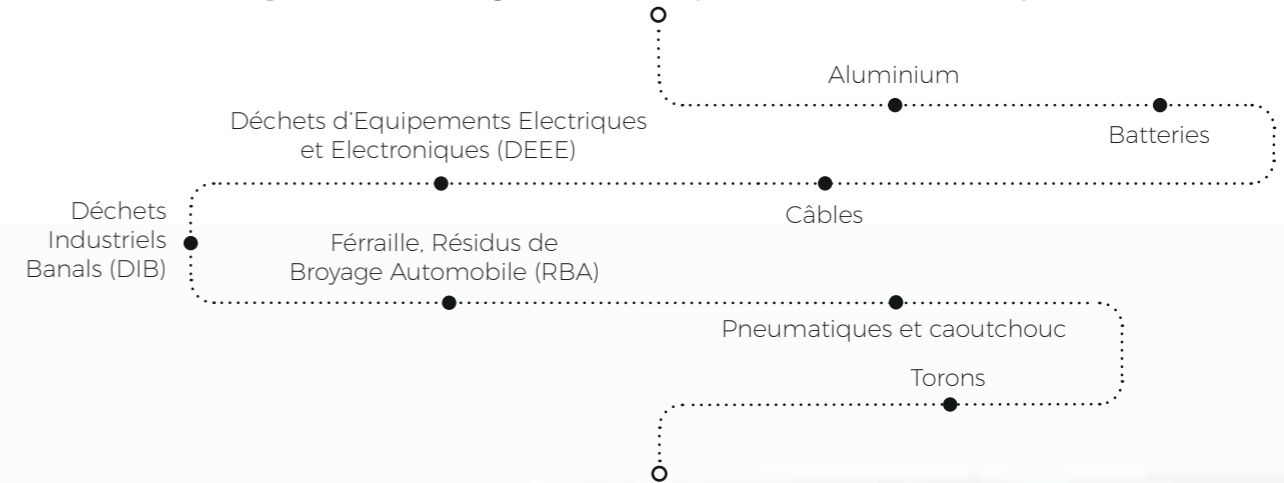 Aluminium
Batteries
Déchets d'Equipements Electriques
et Electroniques (DEEE)
Câbles
Déchets
Industriels
Banals (DIB)
Férraille, Résidus de
Broyage Automobile (RBA)
Pneumatiques et caoutchouc
Torons